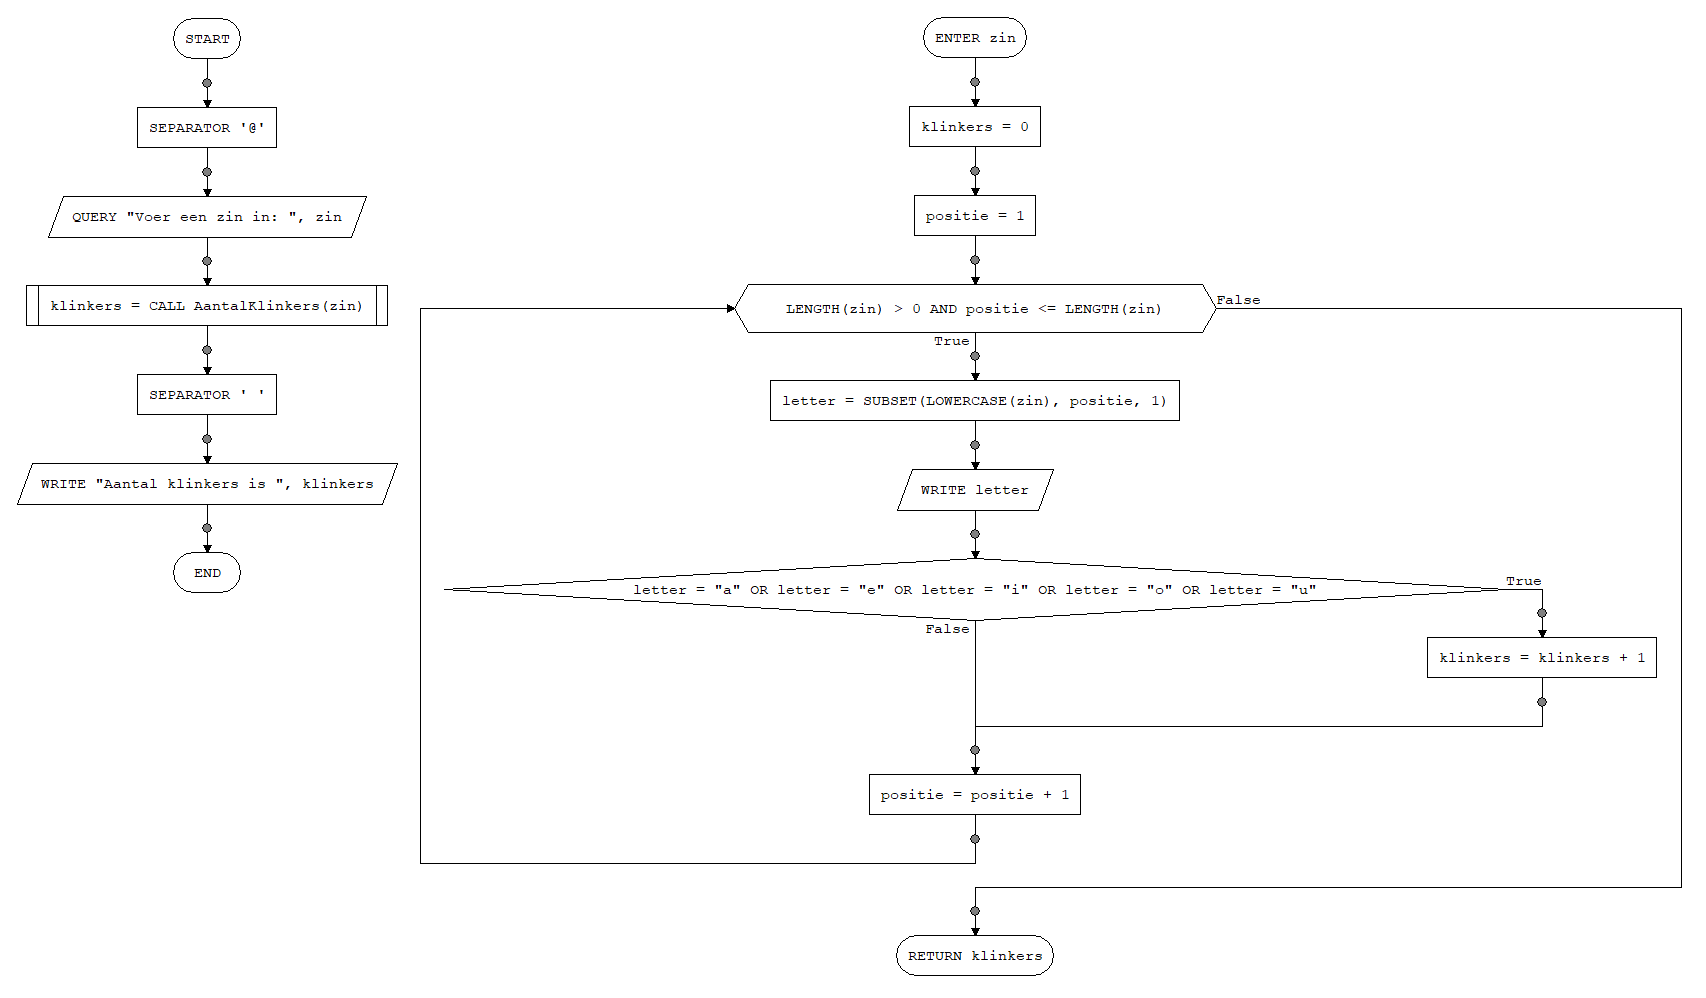 START
SEPARATOR '@'
QUERY "Voer een zin in: ", zin
klinkers = CALL AantalKlinkers(zin)
SEPARATOR ' '
WRITE "Aantal klinkers is ", klinkers
END
ENTER zin
klinkers = 0
positie = 1
LENGTH(zin) > 0 AND positie <= LENGTH(zin)
False
True
letter = SUBSET(LOWERCASE(zin), positie, 1)
WRITE letter
letter = "a" OR letter = "e" OR letter = "i" OR letter = "o" OR letter = "u"
True
False
klinkers = klinkers + 1
positie = positie + 1
RETURN klinkers